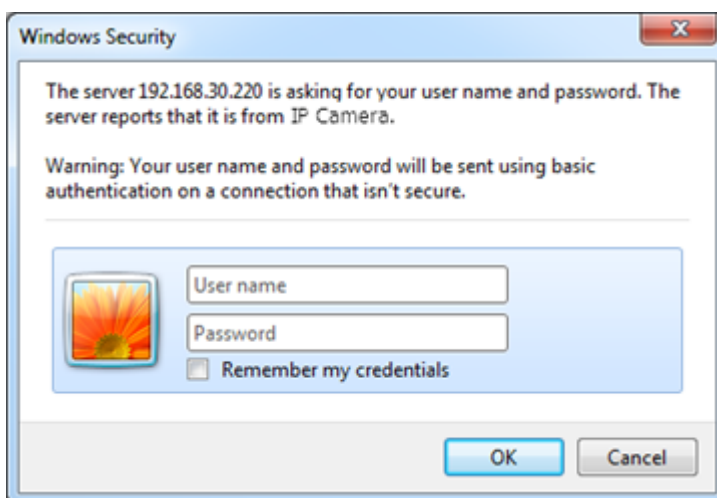 Windows Security
The server 192.168.30.220 is asking for your user name and password. The
server reports that it is from IP Camera.
Warning: Your user name and password will be sent using basic
authentication on a connection that isn't secure.
User name
Password
Remember my credentials
OK
Cancel